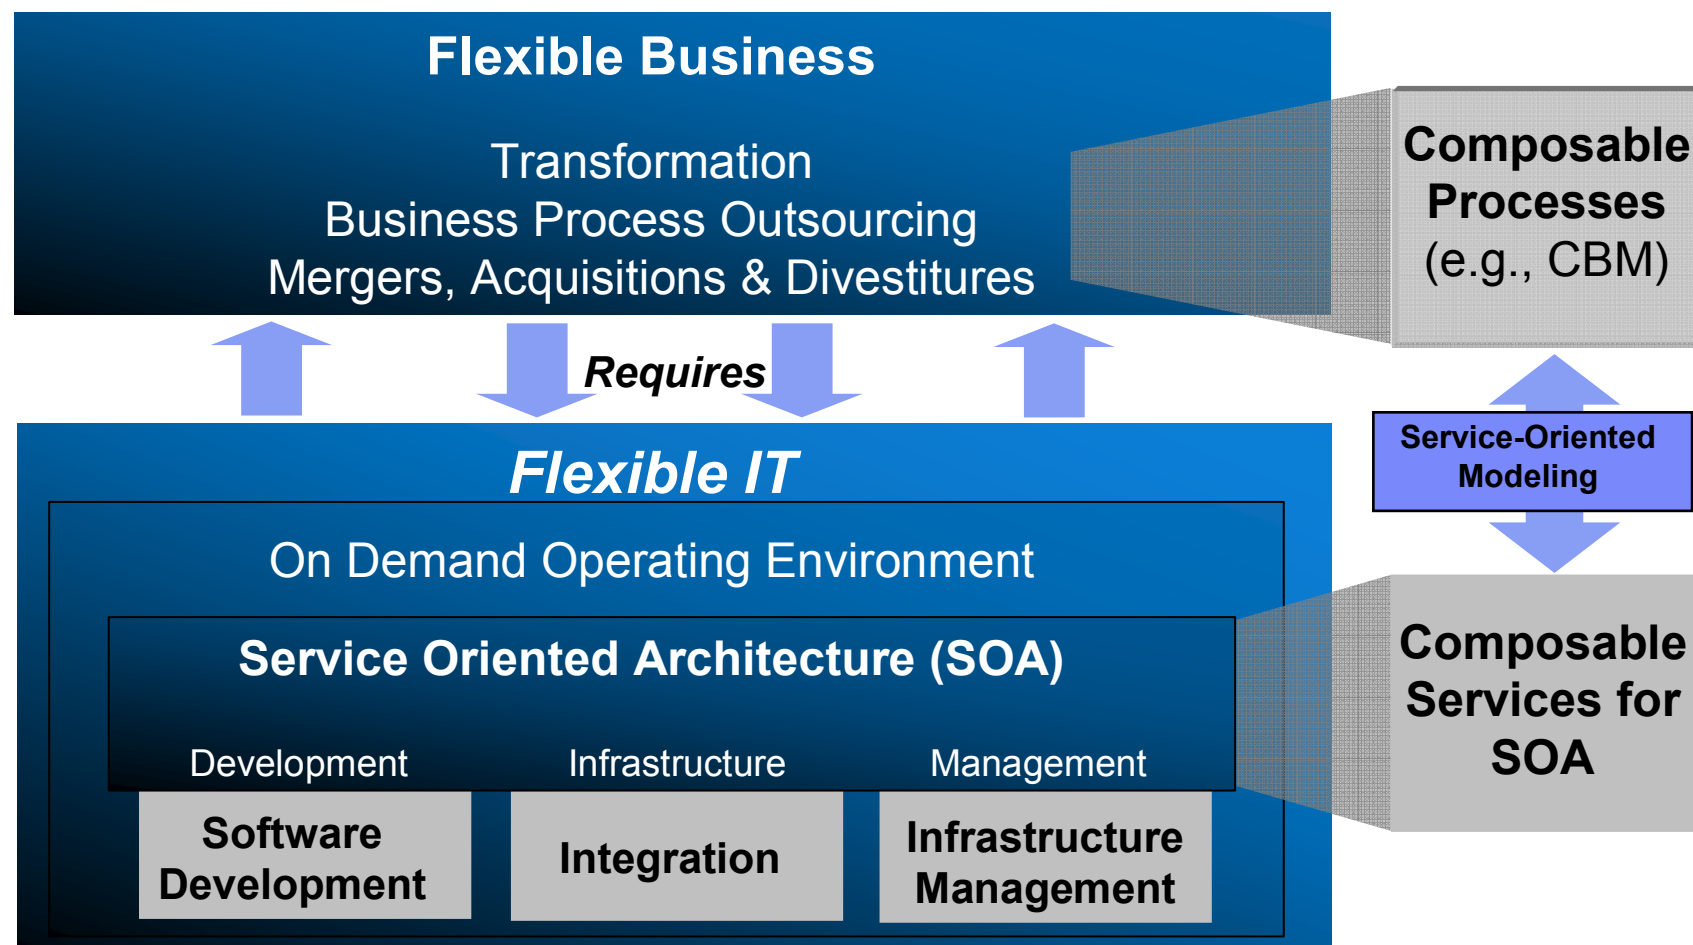 Flexible Business
Transformation
Business Process Outsourcing
Mergers, Acquisitions & Divestitures
Composable
Processes
(e.g., CBM)
Requires
Service-Oriented
Modeling
Flexible IT
On Demand Operating Environment
Service Oriented Architecture (SOA)
Development
Infrastructure
Management
Composable
Services for
SOA
Software
Development
Integration
Infrastructure
Management